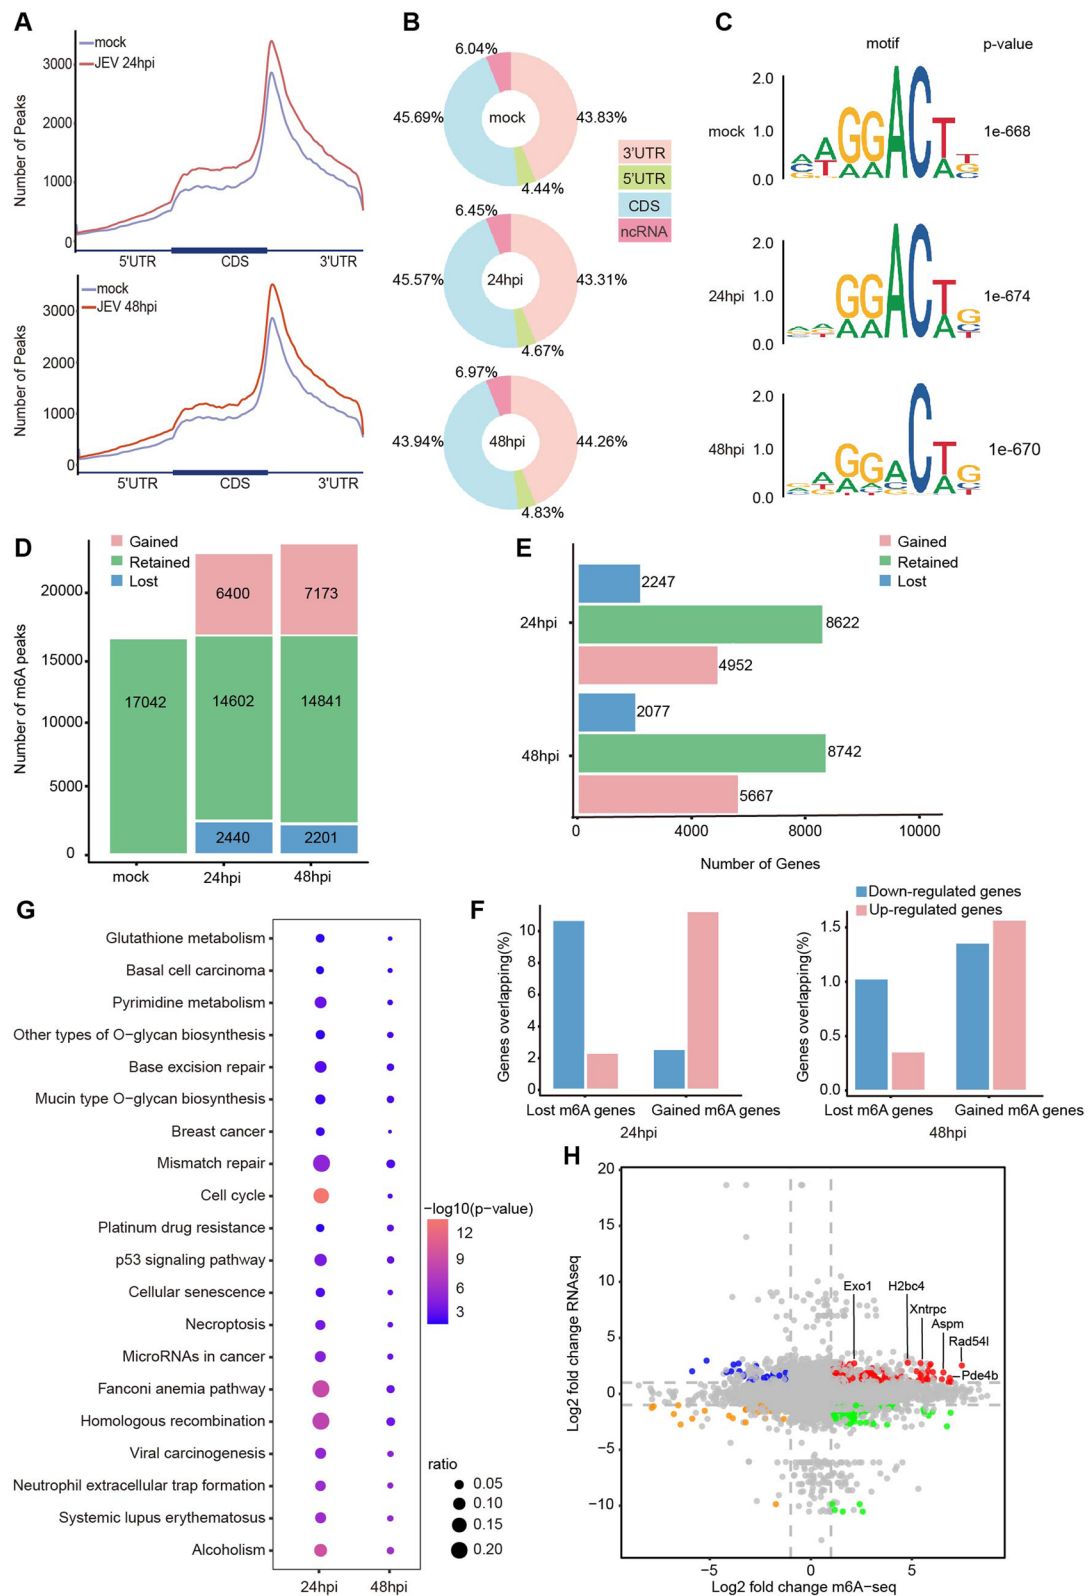 A
mock
JEV 24hpi
Number of Peaks
3000
2000
1000
0
5'UTR
CDS
3'UTR
mock
JEV 48hpi
Number of Peaks
3000
2000
1000
0
5'UTR
CDS
3'UTR
B
6.04%
45.69%
mock
43.83%
4.44%
6.45%
45.57%
24hpi
43.31%
4.67%
6.97%
43.94%
48hpi
44.26%
4.83%
3'UTR
5'UTR
CDS
ncRNA
C
motif
p-value
2.0
mock
1.0
0.0
1e-668
2.0
24hpi
1.0
0.0
1e-674
2.0
48hpi
1.0
0.0
1e-670
D
Gained
Retained
Lost
Number of m6A peaks
20000
15000
10000
5000
0
17042
6400
14602
2440
7173
14841
2201
mock
24hpi
48hpi
E
Gained
Retained
Lost
24hpi
2247
8622
4952
48hpi
2077
8742
5667
0
4000
8000
10000
Number of Genes
G
Glutathione metabolism
Basal cell carcinoma
Pyrimidine metabolism
Other types of O−glycan biosynthesis
Base excision repair
Mucin type O−glycan biosynthesis
Breast cancer
Mismatch repair
Cell cycle
Platinum drug resistance
p53 signaling pathway
Cellular senescence
Necroptosis
MicroRNAs in cancer
Fanconi anemia pathway
Homologous recombination
Viral carcinogenesis
Neutrophil extracellular trap formation
Systemic lupus erythematosus
Alcoholism
24hpi
48hpi
−log10(p−value)
12
9
6
3
ratio
0.05
0.10
0.15
0.20
F
Down-regulated genes
Up-regulated genes
Genes overlapping(%)
10
8
6
4
2
0
Lost m6A genes
Gained m6A genes
24hpi
Genes overlapping(%)
1.5
1.0
0.5
0.0
Lost m6A genes
Gained m6A genes
48hpi
H
Log2 fold change RNAseq
20
15
10
5
0
−5
−10
Exo1
H2bc4
Xntrpc
Aspm
Rad54l
Pde4b
−5
0
5
Log2 fold change m6A−seq